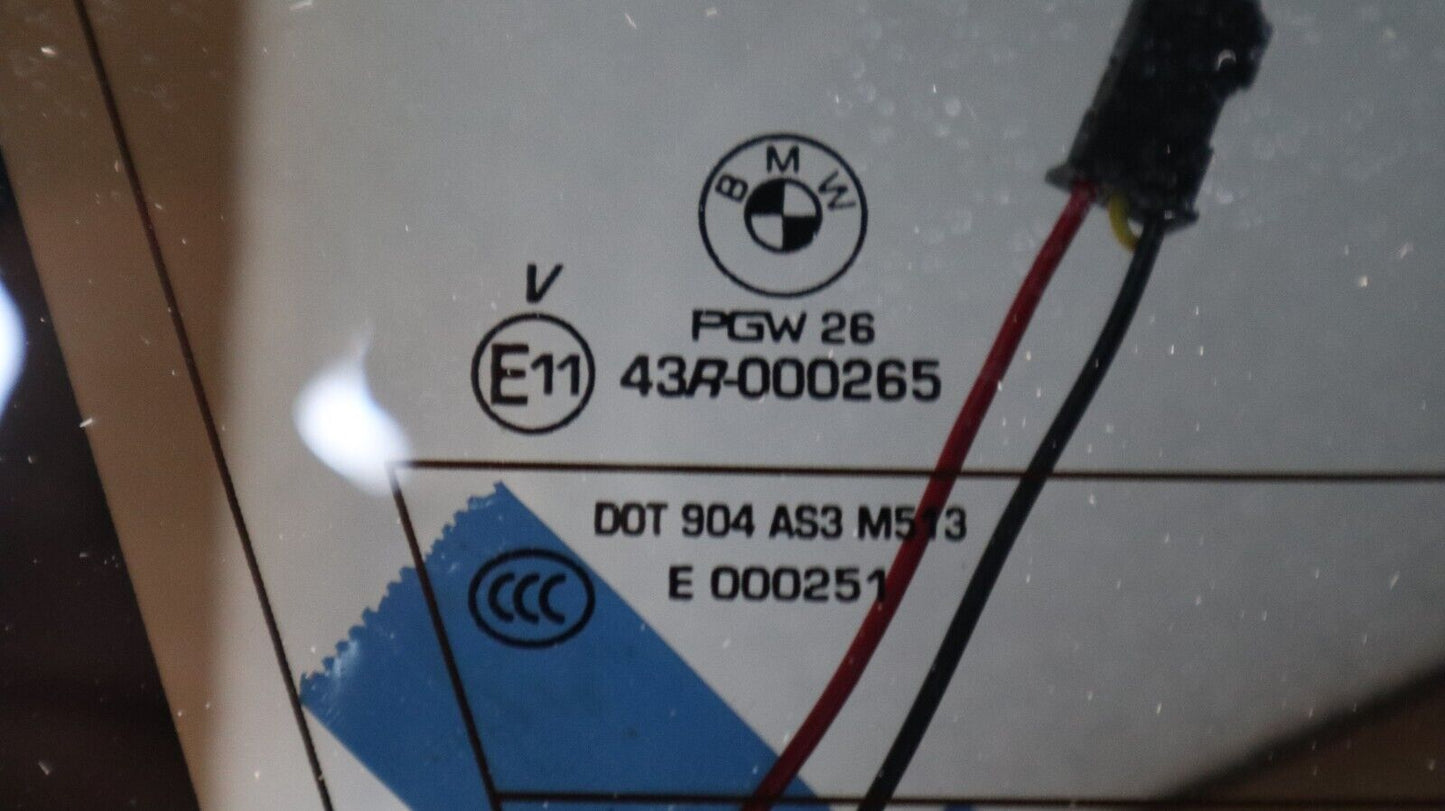 BMW
PGW 26
V
E11 43R-000265
DOT 904 AS3 M513
CCC E 000251